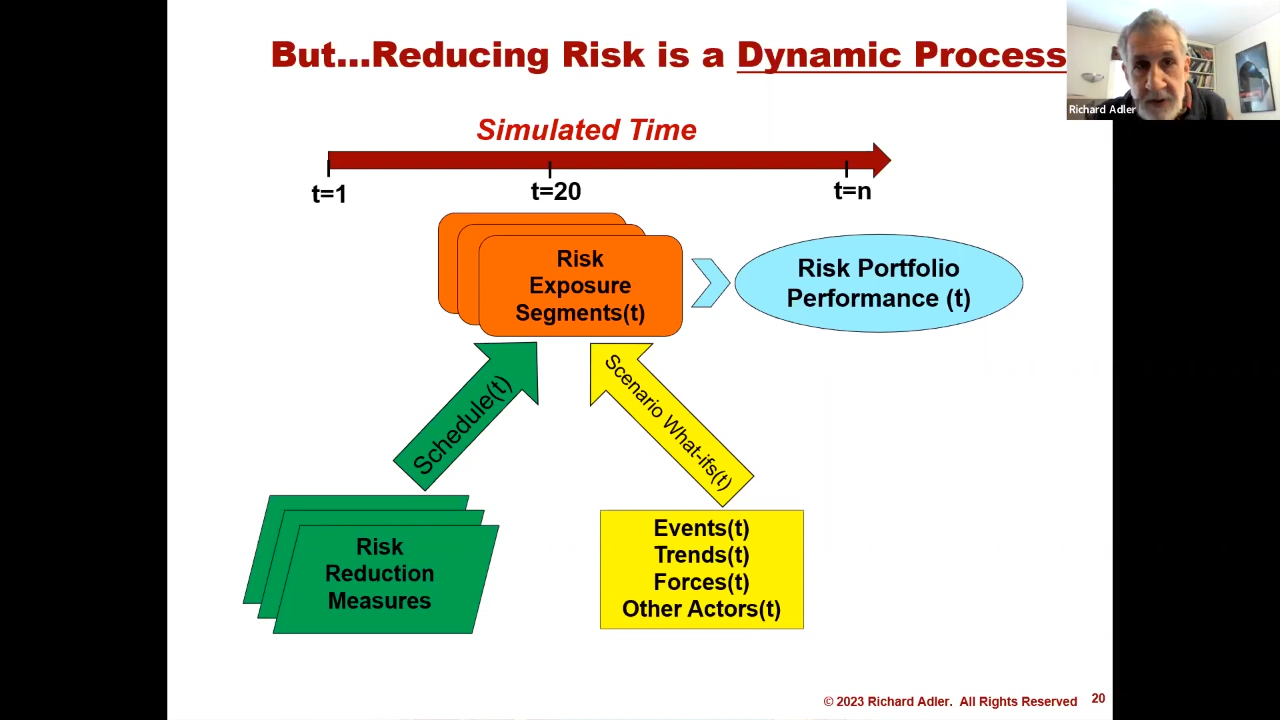 But...Reducing Risk is a Dynamic Process
Richard Adler
Simulated Time
t=1
t=20
t=n
Risk
Exposure
Segments(t)
Risk Portfolio
Performance (t)
Schedule(t)
Scenario What-ifs(t)
Risk
Reduction
Measures
Events(t)
Trends(t)
Forces(t)
Other Actors(t)
© 2023 Richard Adler. All Rights Reserved
20